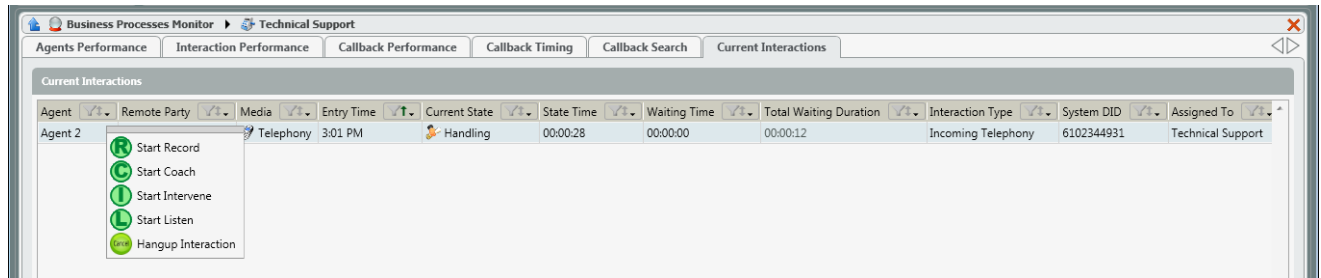 Business Processes Monitor Technical Support
Agents Performance Interaction Performance Callback Performance Callback Timing Callback Search Current Interactions
Current Interactions
Agent Remote Party Media Entry Time Current State State Time Waiting Time Total Waiting Duration Interaction Type System DID Assigned To
Agent 2 Telephony 3:01 PM Handling 00:00:28 00:00:00 00:00:12 Incoming Telephony 6102344931 Technical Support
R Start Record
C Start Coach
I Start Intervene
L Start Listen
Cancel Hangup Interaction